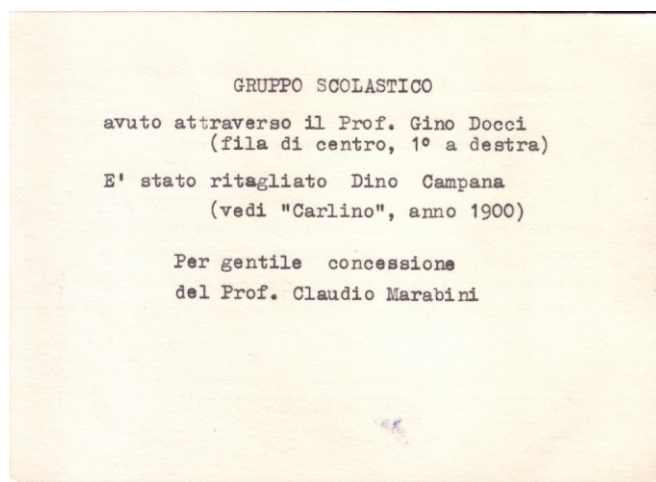 GRUPPO SCOLASTICO
avuto attraverso il Prof. Gino Docci
(fila di centro, 1º a destra)
E' stato ritagliato Dino Campana
(vedi "Carlino", anno 1900)
Per gentile concessione
del Prof. Claudio Marabini